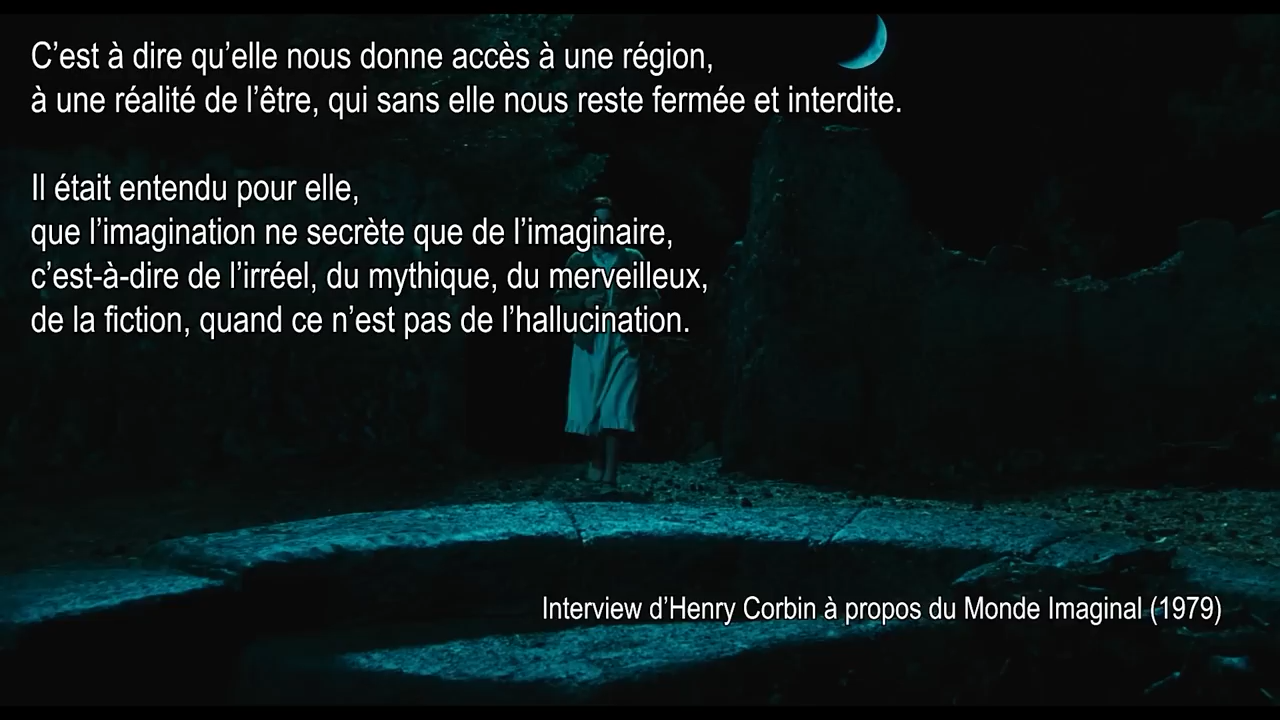 C’est à dire qu’elle nous donne accès à une région,
à une réalité de l’être, qui sans elle nous reste fermée et interdite.
Il était entendu pour elle,
que l’imagination ne secrète que de l’imaginaire,
c’est-à-dire de l’irréel, du mythique, du merveilleux,
de la fiction, quand ce n’est pas de l’hallucination.
Interview d’Henry Corbin à propos du Monde Imaginal (1979)